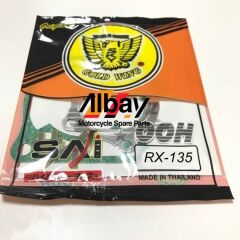 GOLD WING
Albay
Motorcycle Spare Parts
SAI OOH
RX-135
MADE IN THAILAND